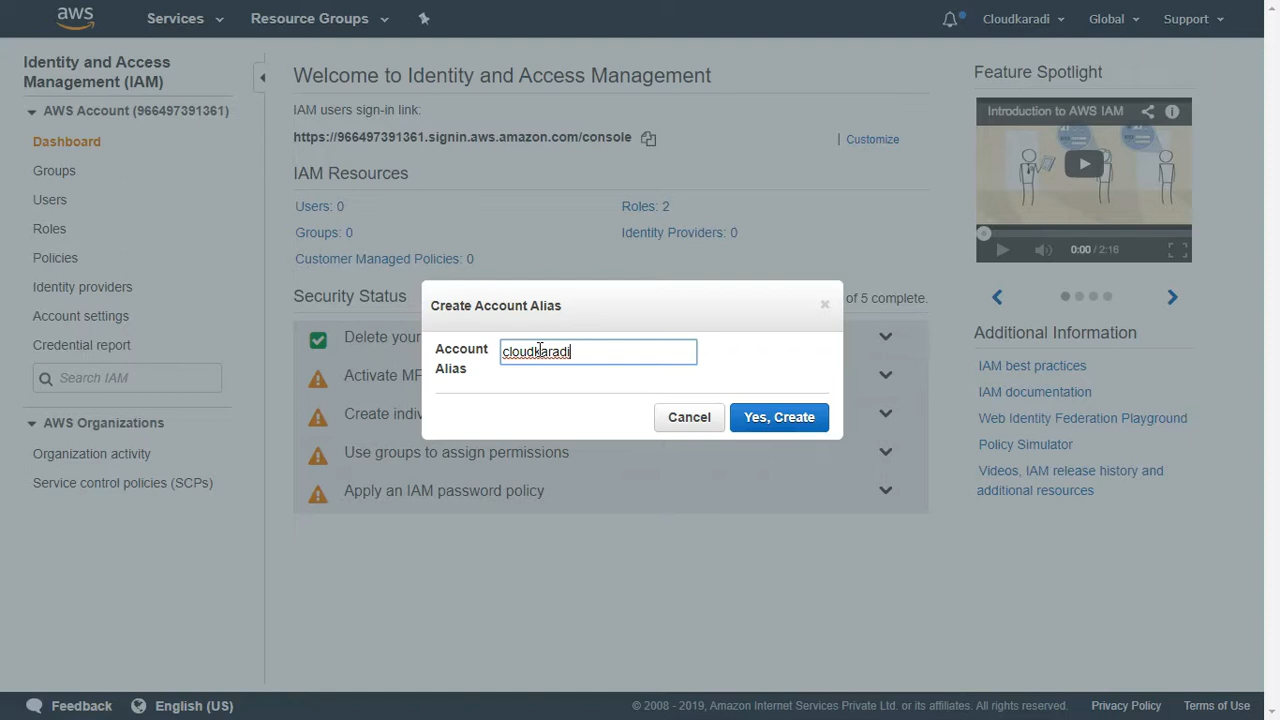 aws
Services
Resource Groups
Cloudkaradi
Global
Support
Identity and Access
Management (IAM)
AWS Account (966497391361)
Dashboard
Groups
Users
Roles
Policies
Identity providers
Account settings
Credential report
Search IAM
AWS Organizations
Organization activity
Service control policies (SCPs)
Welcome to Identity and Access Management
IAM users sign-in link:
https://966497391361.signin.aws.amazon.com/console
| Customize
IAM Resources
Users: 0
Roles: 2
Groups: 0
Identity Providers: 0
Customer Managed Policies: 0
Security Status
of 5 complete.
Delete your
Activate MF
Create indiv
Use groups to assign permissions
Apply an IAM password policy
Create Account Alias
×
Account
Alias
cloudkaradi
Cancel
Yes, Create
Feature Spotlight
Introduction to AWS IAM
0:00 / 2:16
Additional Information
IAM best practices
IAM documentation
Web Identity Federation Playground
Policy Simulator
Videos, IAM release history and
additional resources
Feedback
English (US)
© 2008 - 2019, Amazon Internet Services Private Ltd. or its affiliates. All rights reserved.
Privacy Policy
Terms of Use